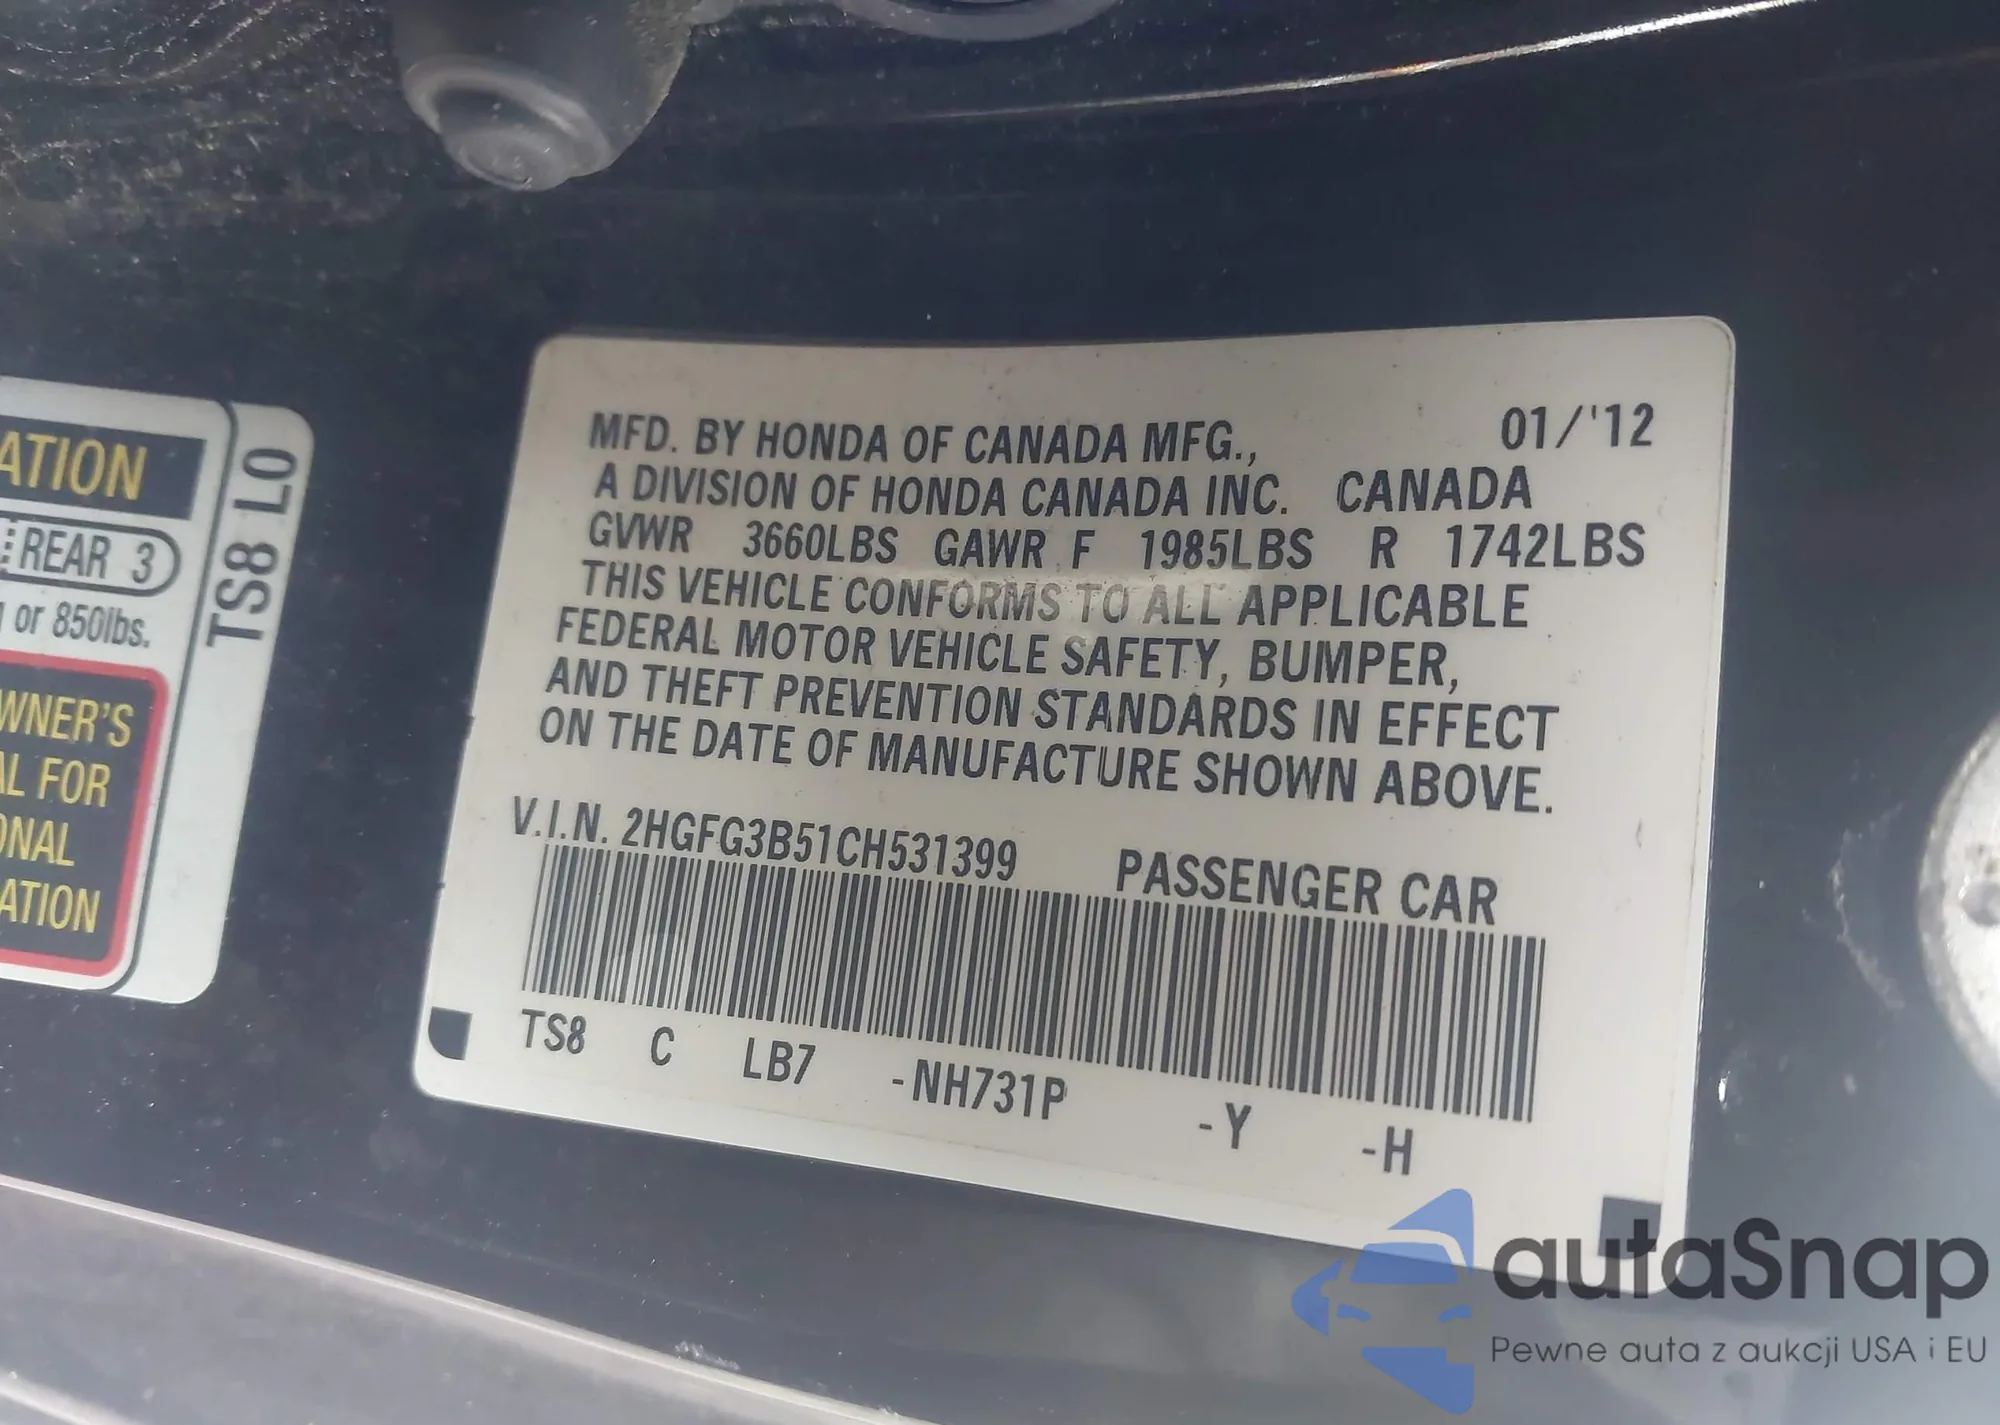 ATION
REAR 3
or 850lbs.
WNER'S
AL FOR
ONAL
ATION
TS8 L0
MFD. BY HONDA OF CANADA MFG., 01/'12
A DIVISION OF HONDA CANADA INC. CANADA
GVWR 3660LBS GAWR F 1985LBS R 1742LBS
THIS VEHICLE CONFORMS TO ALL APPLICABLE
FEDERAL MOTOR VEHICLE SAFETY, BUMPER,
AND THEFT PREVENTION STANDARDS IN EFFECT
ON THE DATE OF MANUFACTURE SHOWN ABOVE.
V.I.N. 2HGFG3B51CH531399 PASSENGER CAR
TS8 C LB7 -NH731P -Y -H
autaSnap
Pewne auta z aukcji USA i EU